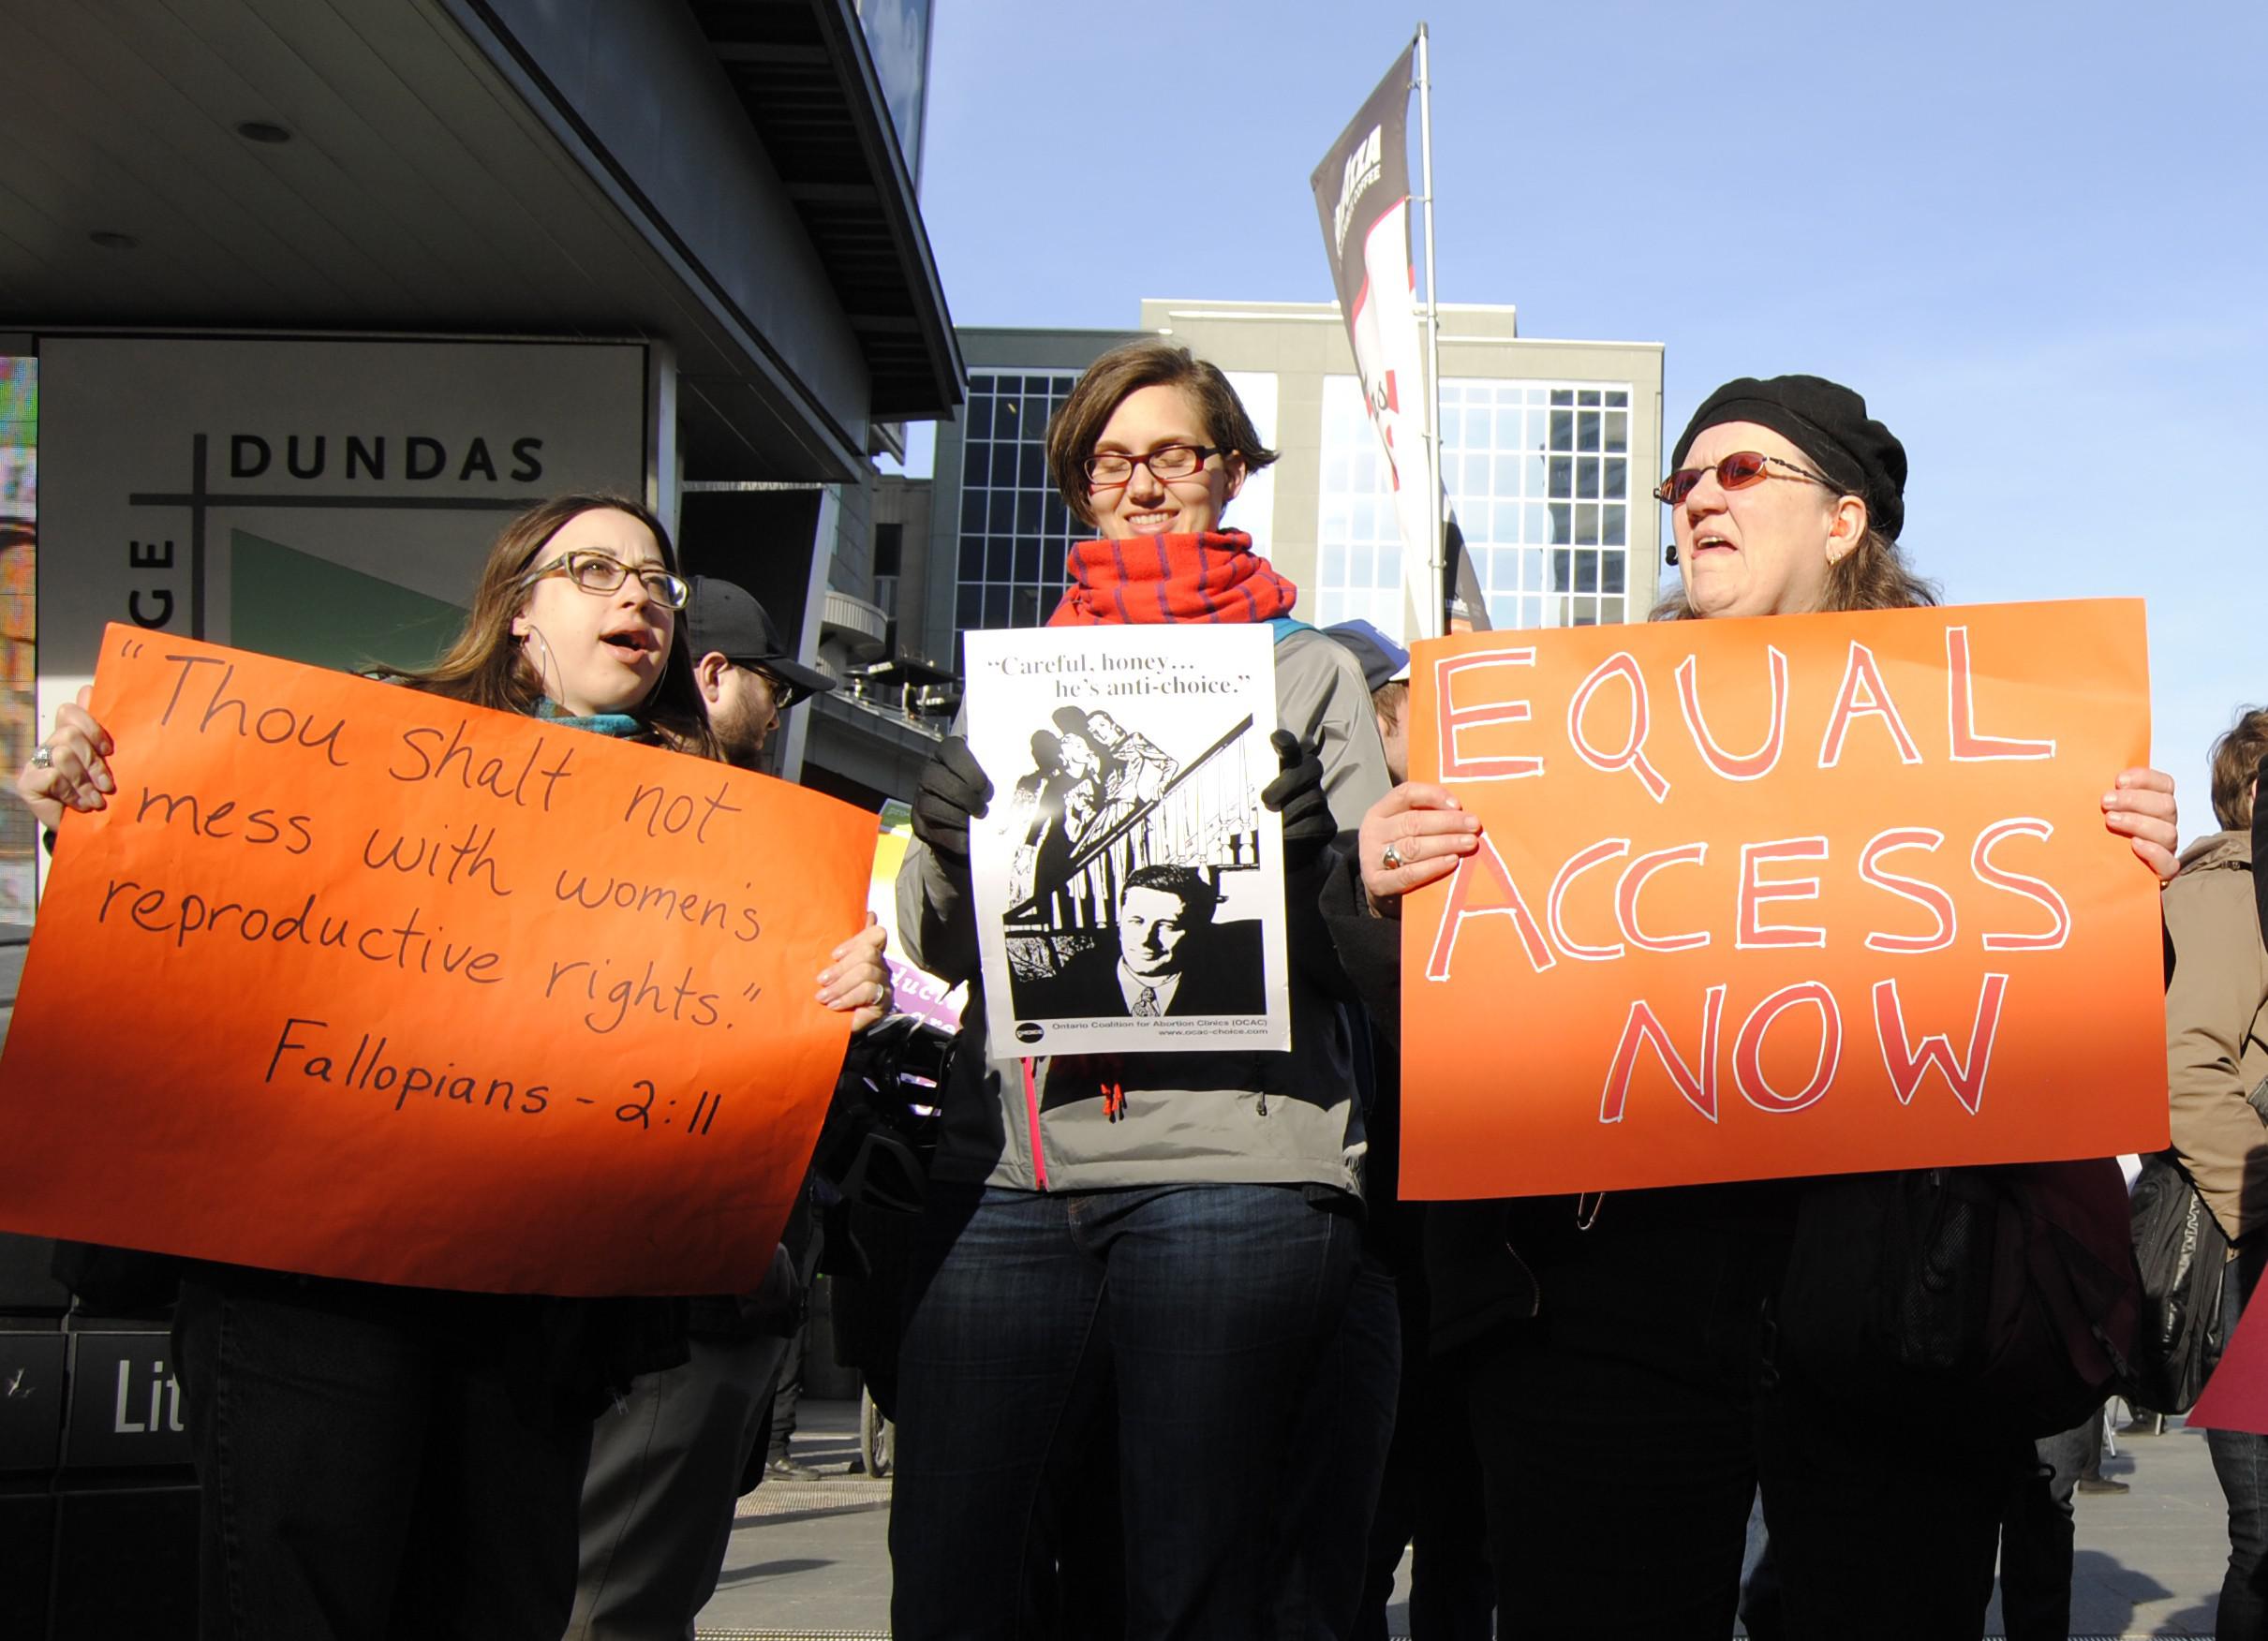 DUNDAS
GE
"Thou shalt not
mess with women's
reproductive rights."
Fallopians - 2:11
"Careful, honey...
he's anti-choice."
CHOICE
Ontario Coalition for Abortion Clinics (OCAC)
www.ocac-choice.com
EQUAL
ACCESS
NOW
Lit